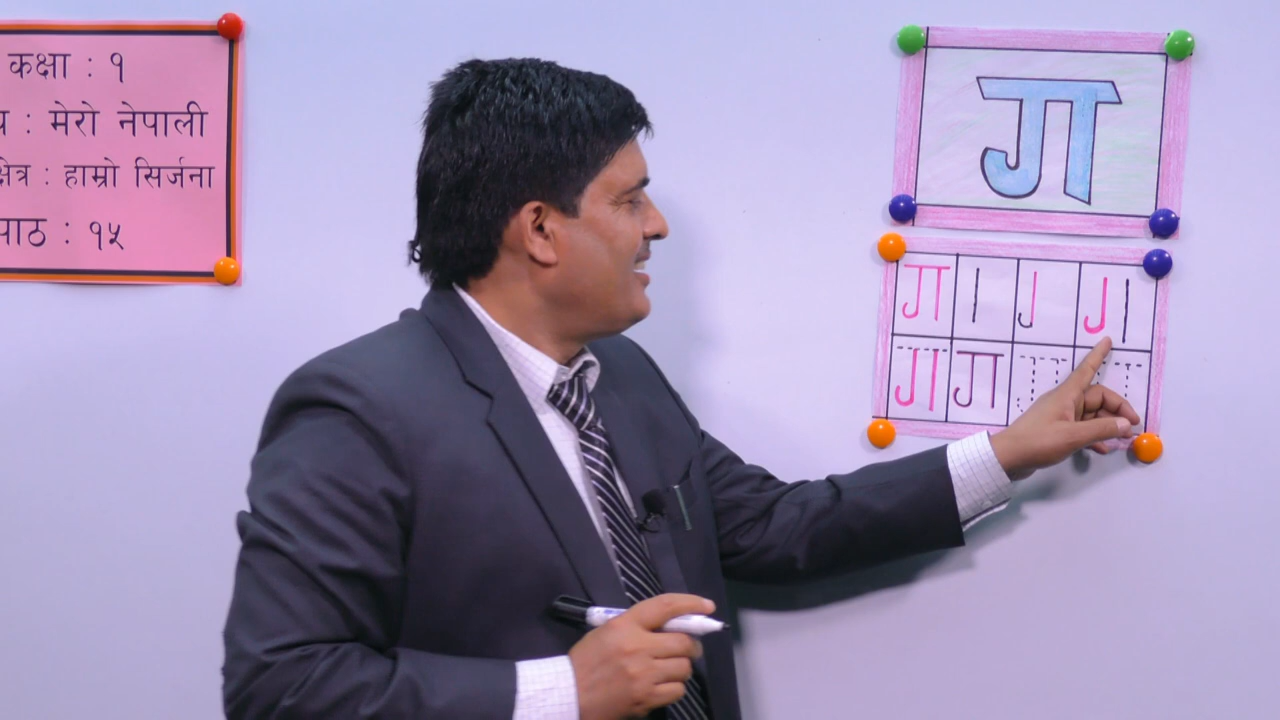 कक्षा : १
: मेरो नेपाली
क्षेत्र : हाम्रो सिर्जना
पाठ : १५
ग
ग
ग